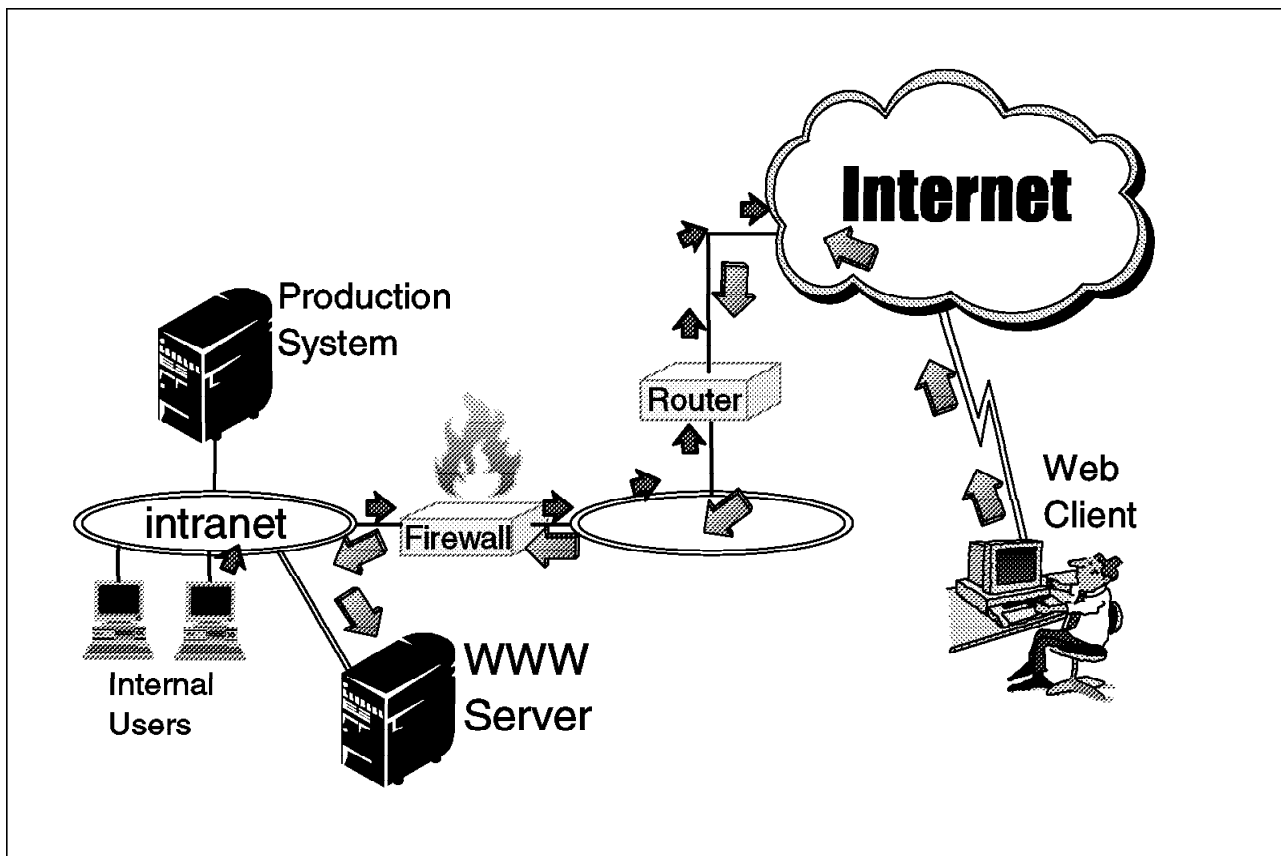 Internet
Production
System
Router
Web
Client
intranet
Firewall
Internal
Users
WWW
Server